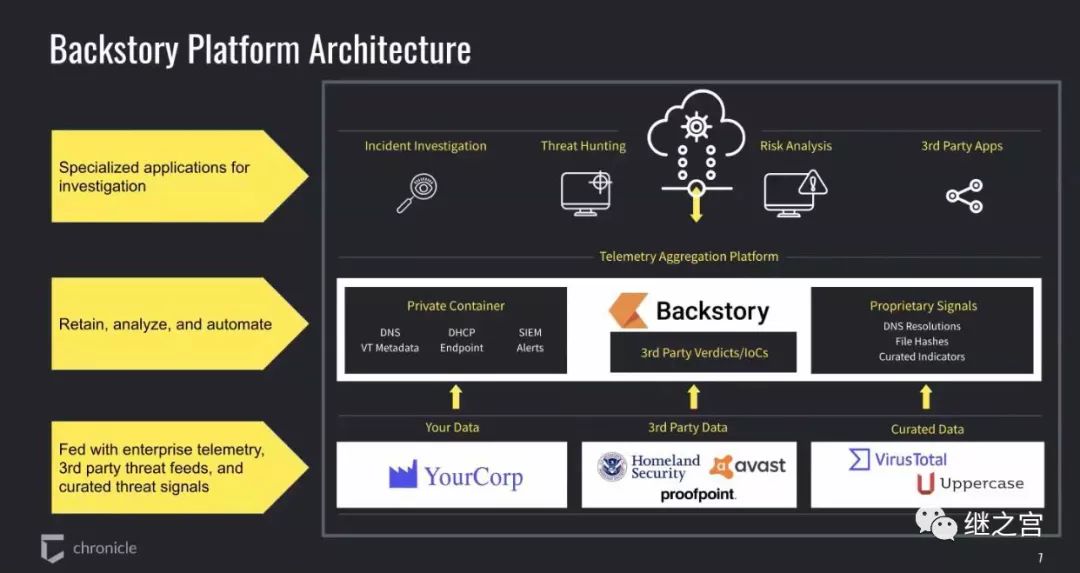 Backstory Platform Architecture
Specialized applications for
investigation
Incident Investigation
Threat Hunting
Risk Analysis
3rd Party Apps
Telemetry Aggregation Platform
Retain, analyze, and automate
Private Container
DNS
DHCP
SIEM
VT Metadata
Endpoint
Alerts
Backstory
3rd Party Verdicts/IoCs
Proprietary Signals
DNS Resolutions
File Hashes
Curated Indicators
Fed with enterprise telemetry,
3rd party threat feeds, and
curated threat signals
Your Data
3rd Party Data
Curated Data
YourCorp
Homeland
Security
avast
proofpoint.
VirusTotal
Uppercase
继之宫
chronicle
7